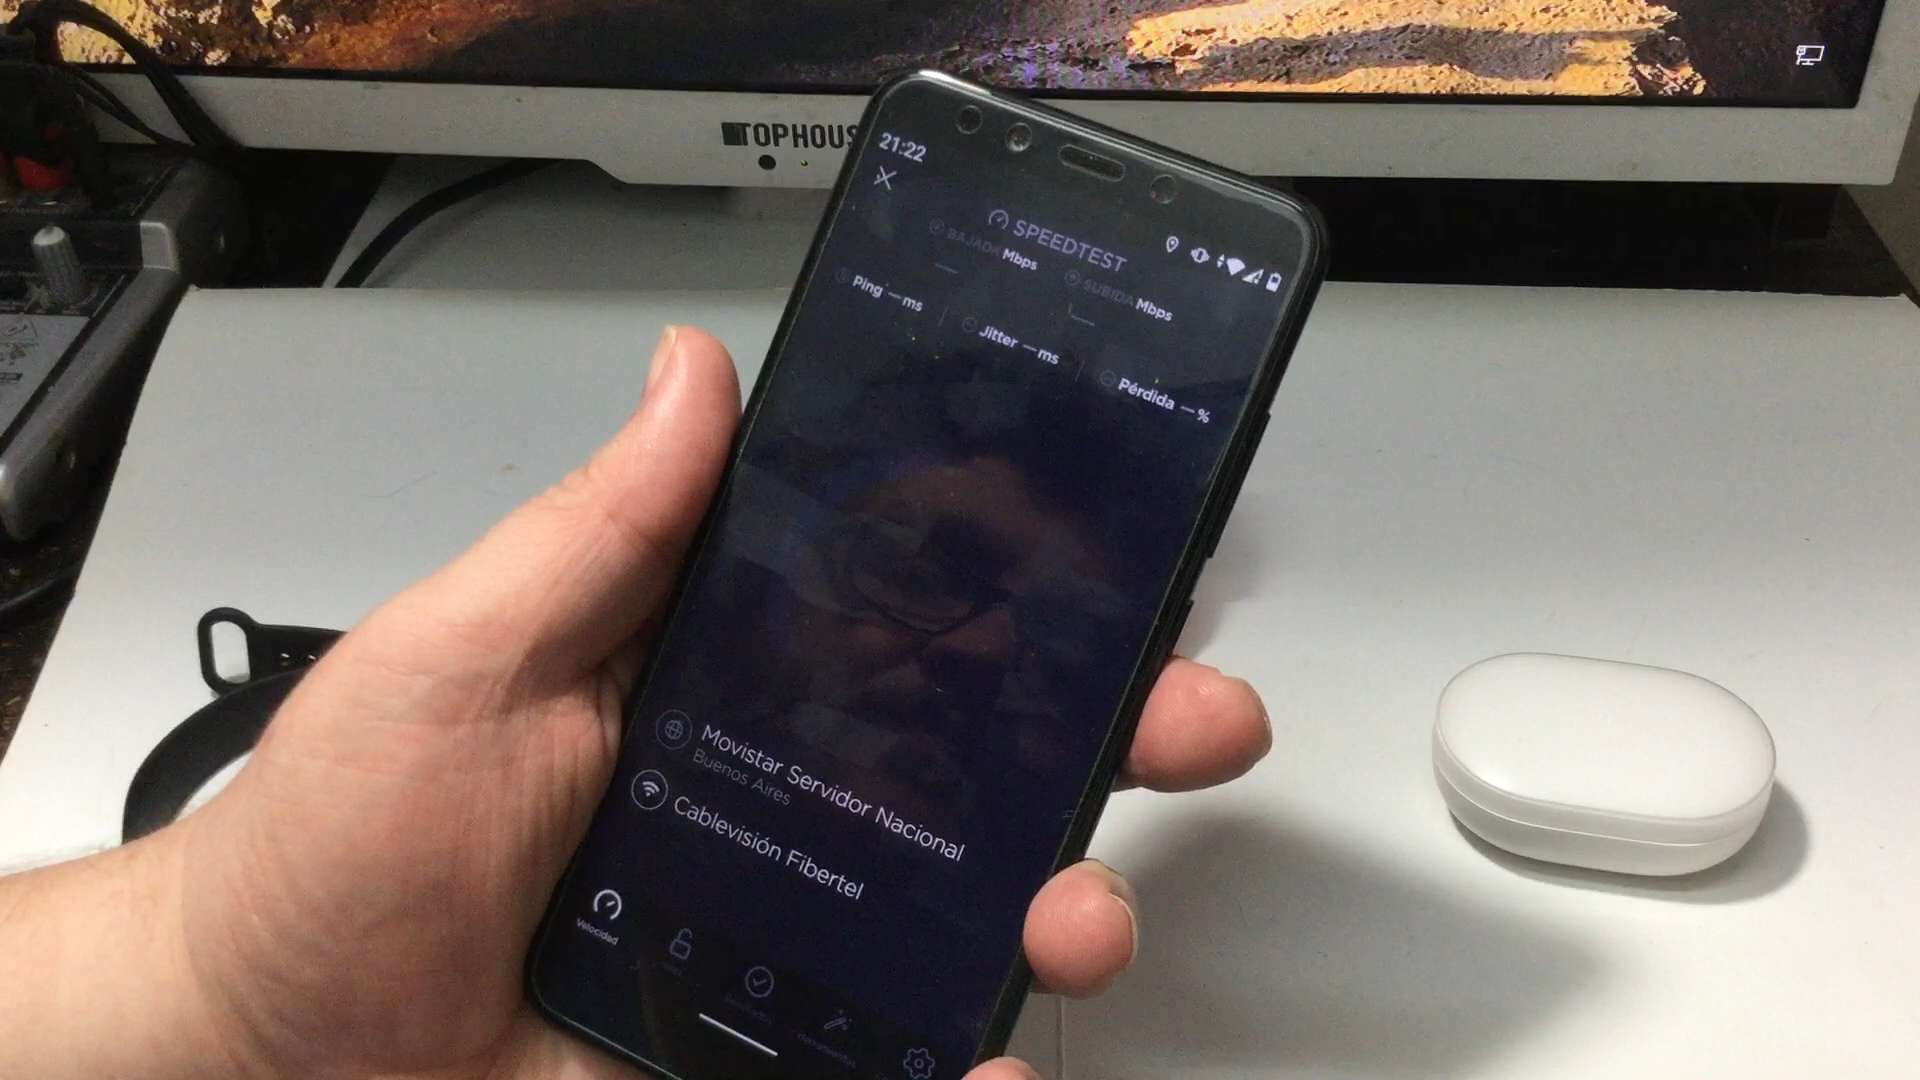 TOPHOUS
21:22
SPEEDTEST
BAJADA Mbps
SUBIDA Mbps
Ping — ms
Jitter — ms
Pérdida — %
Movistar Servidor Nacional
Buenos Aires
Cablevisión Fibertel
Velocidad